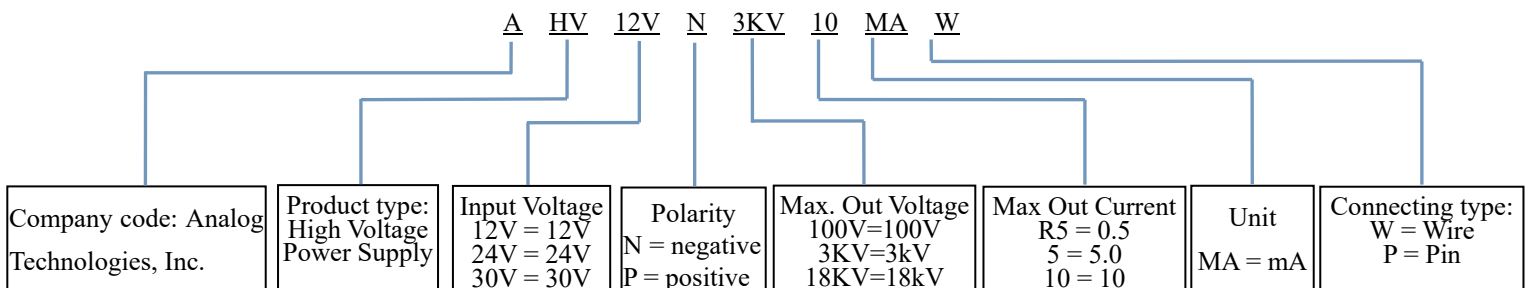 A HV 12V N 3KV 10 MA W
Company code: Analog
Technologies, Inc.
Product type:
High Voltage
Power Supply
Input Voltage
12V = 12V
24V = 24V
30V = 30V
Polarity
N = negative
P = positive
Max. Out Voltage
100V=100V
3KV=3kV
18KV=18kV
Max Out Current
R5 = 0.5
5 = 5.0
10 = 10
Unit
MA = mA
Connecting type:
W = Wire
P = Pin